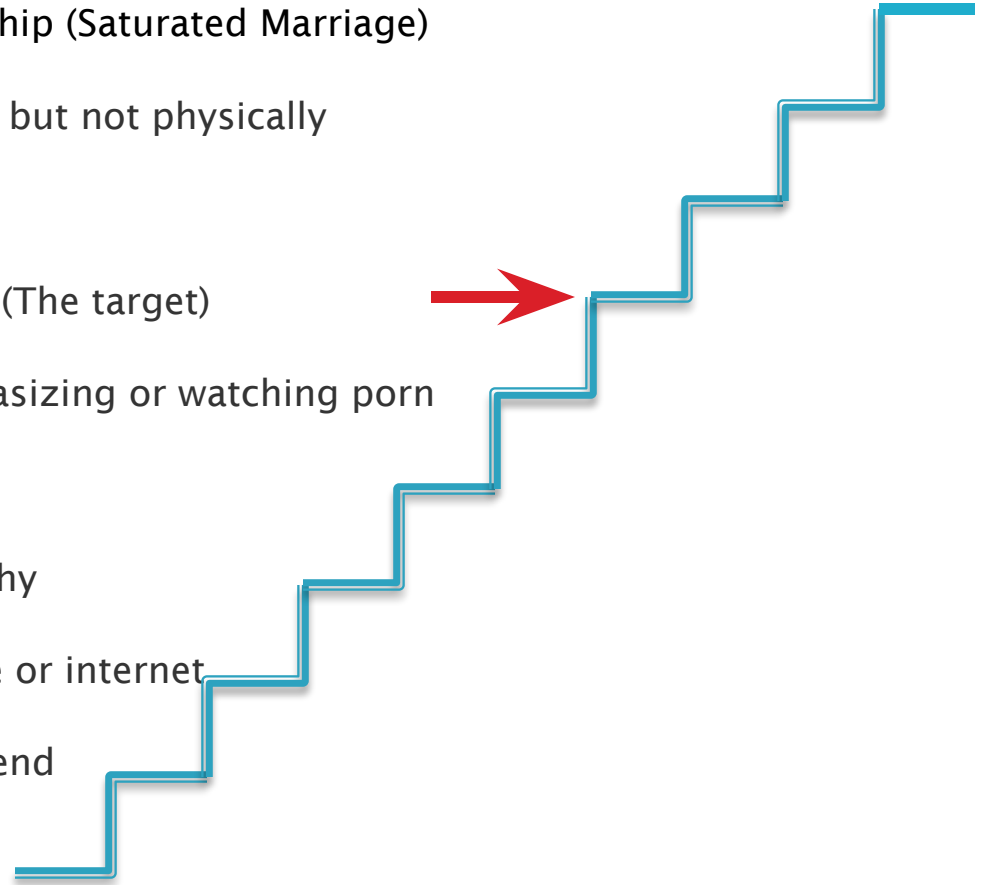 hip (Saturated Marriage)
but not physically
(The target)
asizing or watching porn
hy
e or internet
end